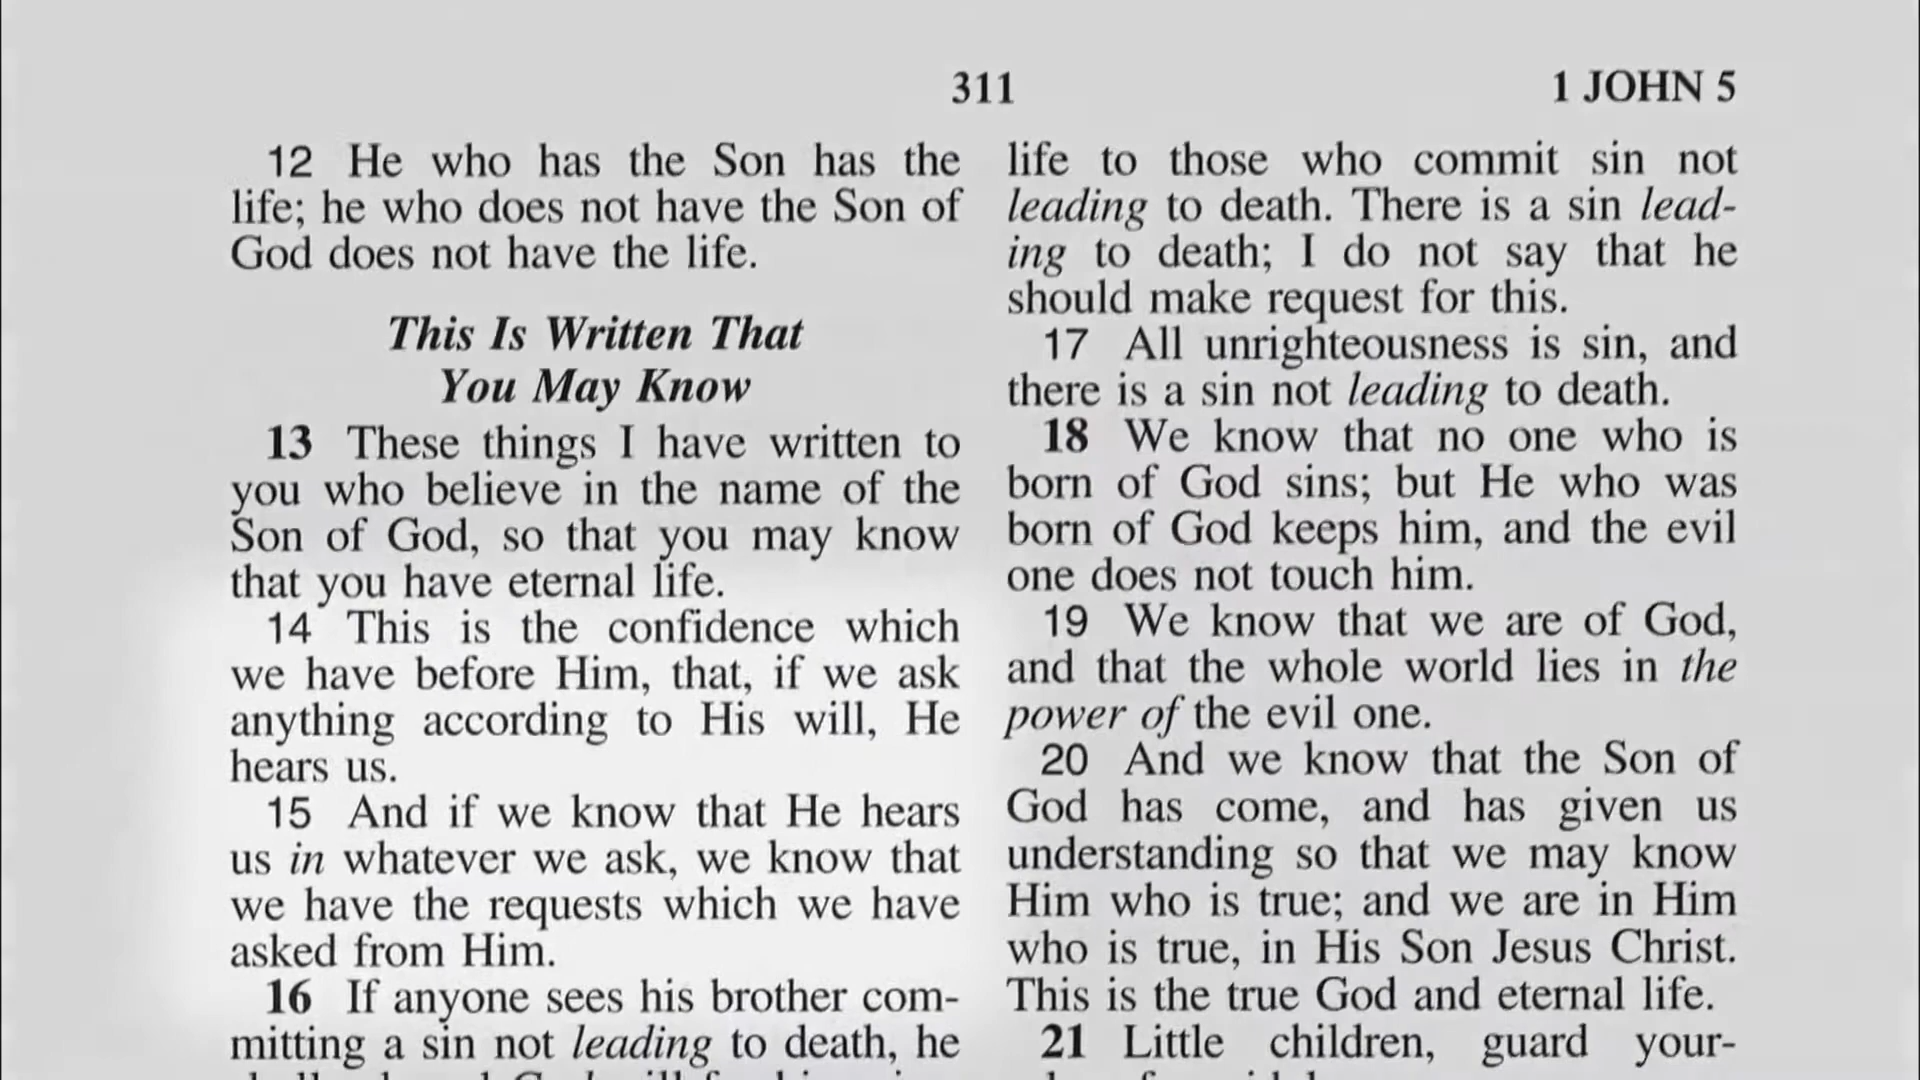 311
1 JOHN 5
12 He who has the Son has the
life; he who does not have the Son of
God does not have the life.
This Is Written That
You May Know
13 These things I have written to
you who believe in the name of the
Son of God, so that you may know
that you have eternal life.
14 This is the confidence which
we have before Him, that, if we ask
anything according to His will, He
hears us.
15 And if we know that He hears
us in whatever we ask, we know that
we have the requests which we have
asked from Him.
16 If anyone sees his brother com-
mitting a sin not leading to death, he
life to those who commit sin not
leading to death. There is a sin lead-
ing to death; I do not say that he
should make request for this.
17 All unrighteousness is sin, and
there is a sin not leading to death.
18 We know that no one who is
born of God sins; but He who was
born of God keeps him, and the evil
one does not touch him.
19 We know that we are of God,
and that the whole world lies in the
power of the evil one.
20 And we know that the Son of
God has come, and has given us
understanding so that we may know
Him who is true; and we are in Him
who is true, in His Son Jesus Christ.
This is the true God and eternal life.
21 Little children, guard your-